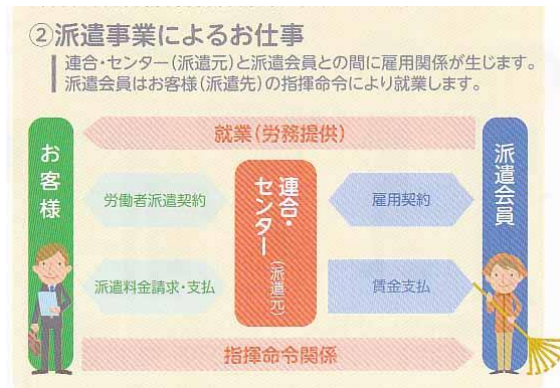 ②派遣事業によるお仕事
連合・センター(派遣元)と派遣会員との間に雇用関係が生じます。
派遣会員はお客様(派遣先)の指揮命令により就業します。
就業(労務提供)
お客様
労働者派遣契約
派遣料金請求・支払
連合・
センター
(派遣元)
雇用契約
賃金支払
派遣会員
指揮命令関係